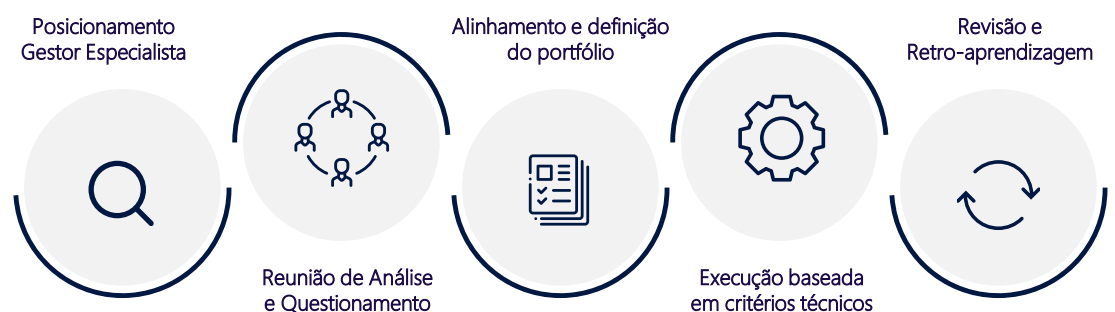 Posicionamento
Gestor Especialista
Reunião de Análise
e Questionamento
Alinhamento e definição
do portfólio
Execução baseada
em critérios técnicos
Revisão e
Retro-aprendizagem